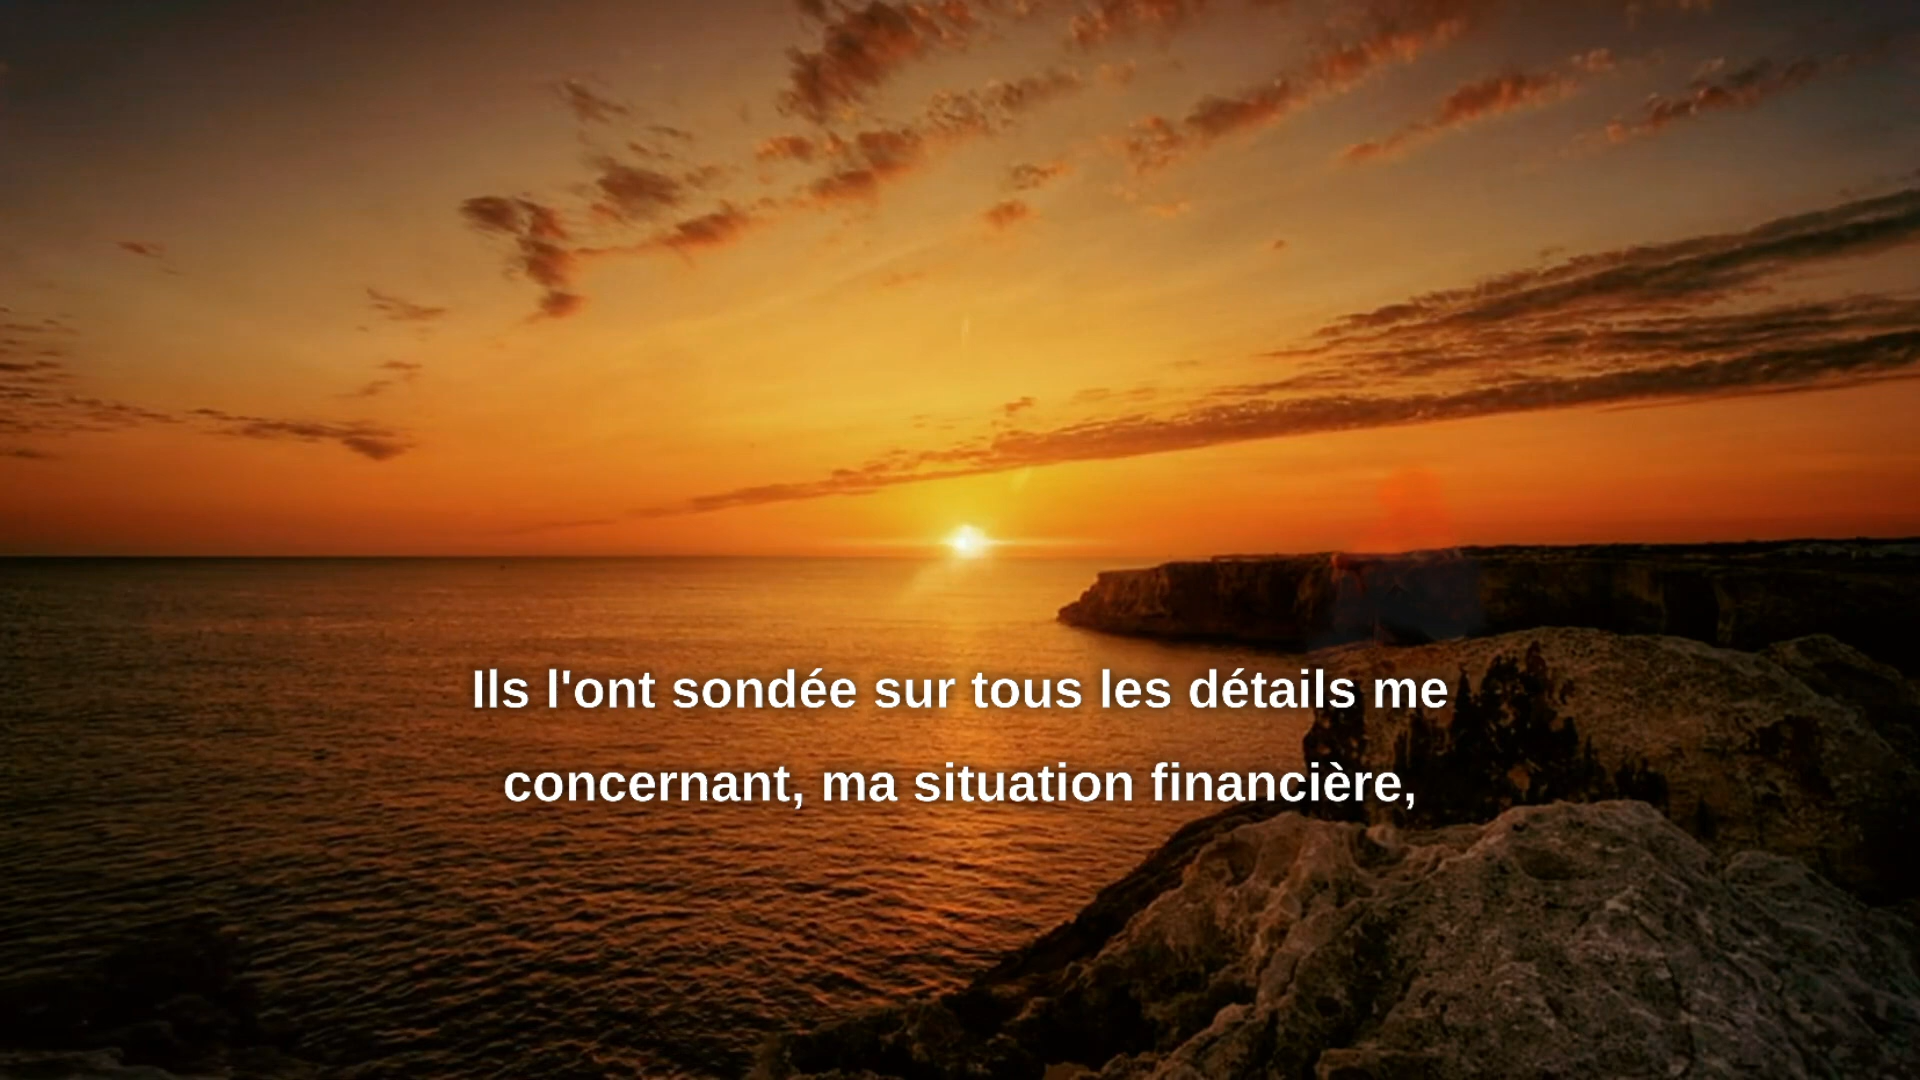 Ils l'ont sondée sur tous les détails me
concernant, ma situation financière,